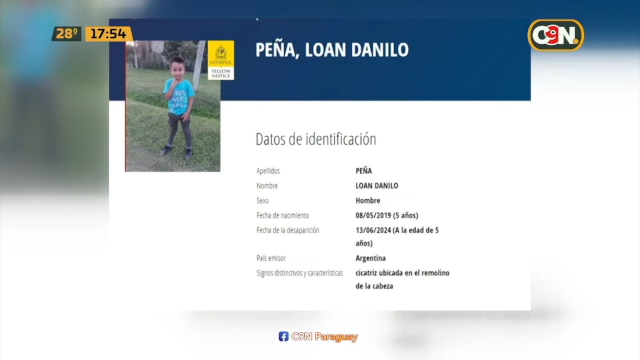 28º 17:54
C9N.
PEÑA, LOAN DANILO
INTERPOL
YELLOW
NOTICE
Datos de identificación
Apellidos PEÑA
Nombre LOAN DANILO
Sexo Hombre
Fecha de nacimiento 08/05/2019 (5 años)
Fecha de la desaparición 13/06/2024 (A la edad de 5
años)
País emisor Argentina
Signos distintivos y características cicatriz ubicada en el remolino
de la cabeza
C9N Paraguay